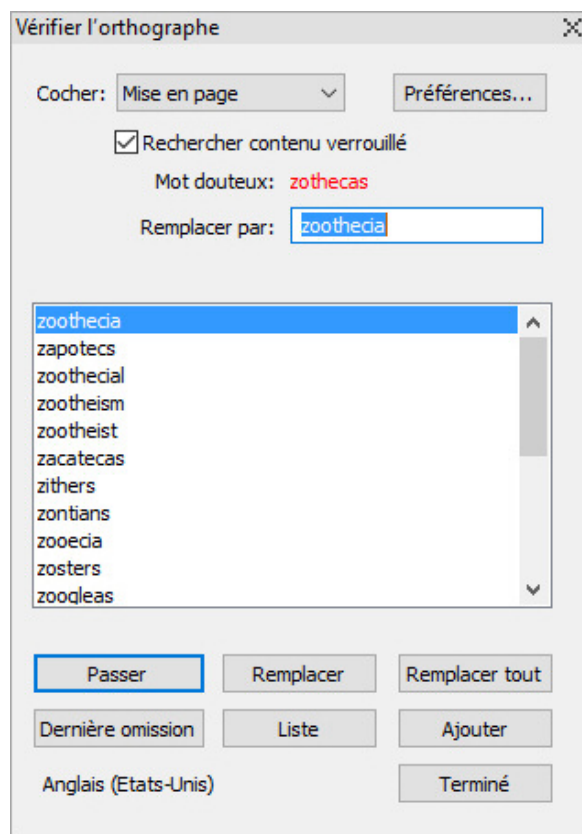 Vérifier l'orthographe
Cocher: Mise en page Préférences...
Rechercher contenu verrouillé
Mot douteux: zothecas
Remplacer par: zoothecia
zoothecia
zapotecs
zoothecial
zootheism
zootheist
zacatecas
zithers
zontians
zooecia
zosters
zoogleas
Passer Remplacer Remplacer tout
Dernière omission Liste Ajouter
Anglais (Etats-Unis) Terminé